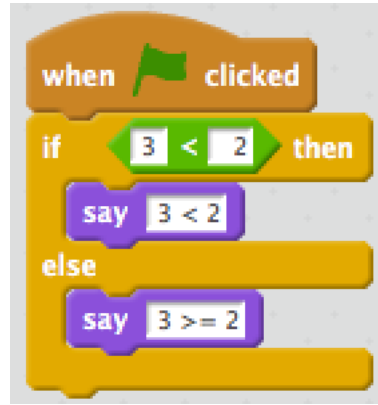 when clicked
if 3 < 2 then
say 3 < 2
else
say 3 >= 2